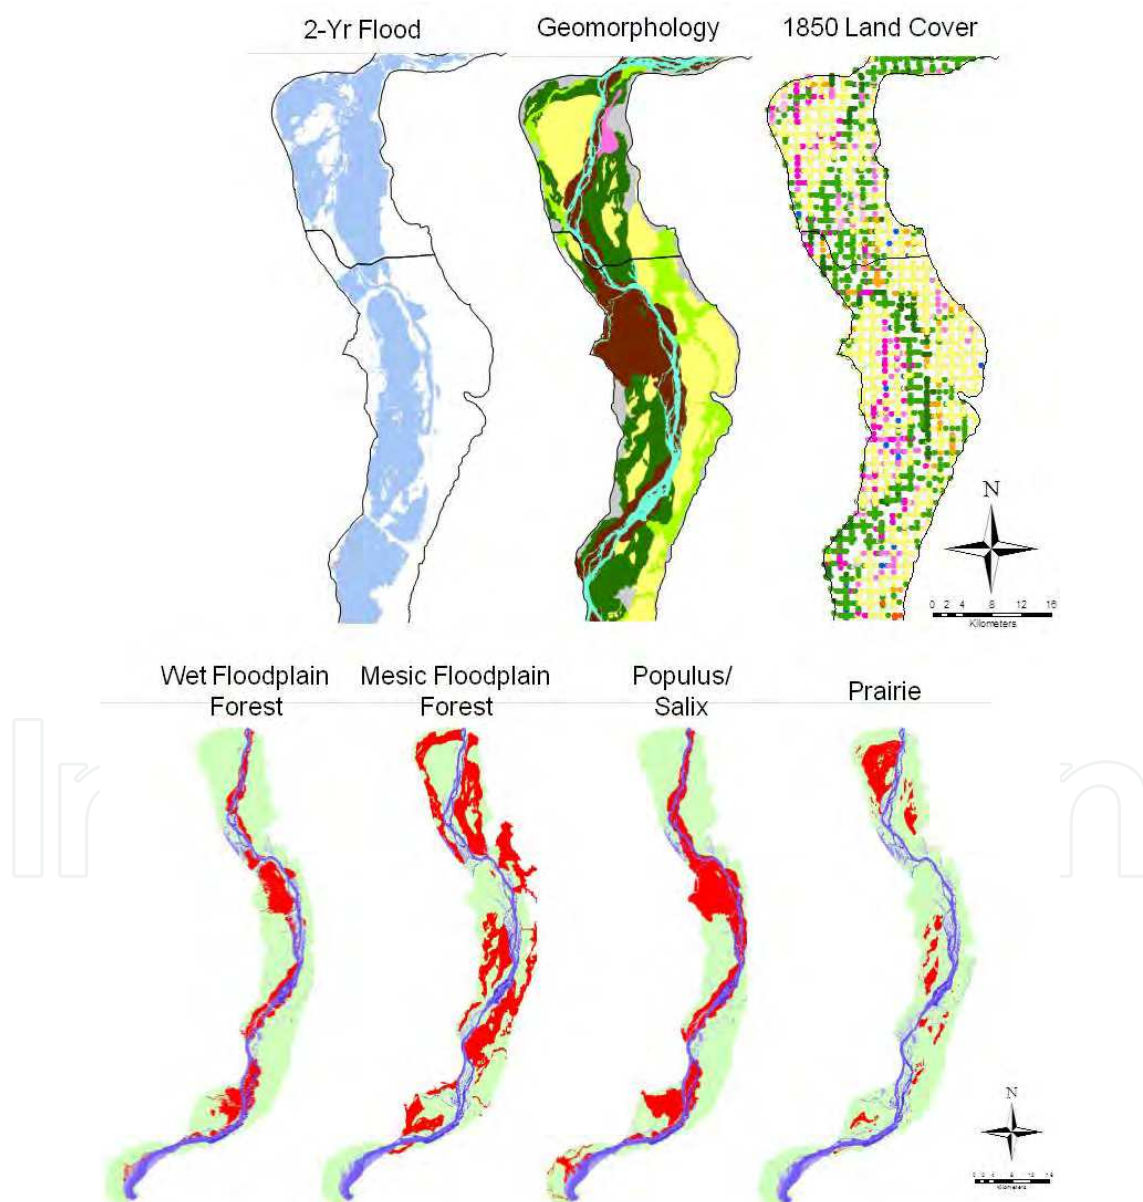 2-Yr Flood Geomorphology 1850 Land Cover
N
0 2 4 8 12 16
Kilometers
Wet Floodplain Mesic Floodplain Populus/ Prairie
Forest Forest Salix
N
Kilometers